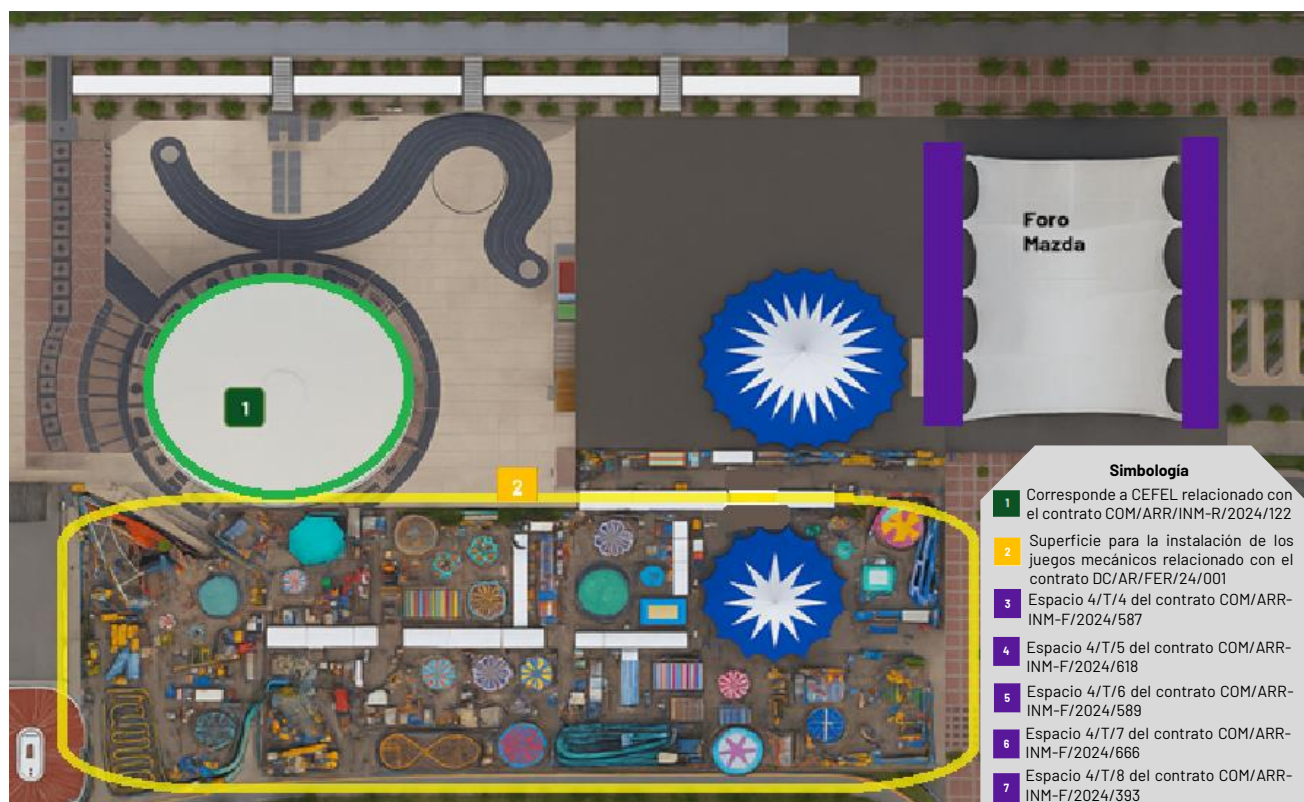 Foro
Mazda
1
2
Simbología
1 Corresponde a CEFEL relacionado con
el contrato COM/ARR/INM-R/2024/122
2 Superficie para la instalación de los
juegos mecánicos relacionado con el
contrato DC/AR/FER/24/001
3 Espacio 4/T/4 del contrato COM/ARR-
INM-F/2024/587
4 Espacio 4/T/5 del contrato COM/ARR-
INM-F/2024/618
5 Espacio 4/T/6 del contrato COM/ARR-
INM-F/2024/589
6 Espacio 4/T/7 del contrato COM/ARR-
INM-F/2024/666
7 Espacio 4/T/8 del contrato COM/ARR-
INM-F/2024/393